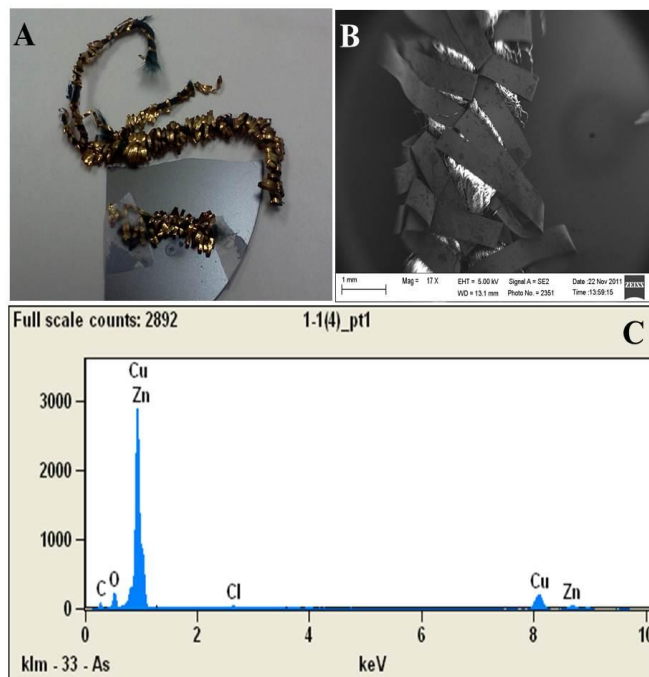 A
B
1 mm
Mag = 17 X
EHT = 5.00 kV
Signal A = SE2
Date :22 Nov 2011
WD = 13.1 mm
Photo No. = 2351
Time :13:59:15
ZEISS
Full scale counts: 2892
1-1(4)_pt1
C
Cu
Zn
3000
2000
1000
0
C
O
Cl
Cu
Zn
0
2
4
6
8
10
klm - 33 - As
keV